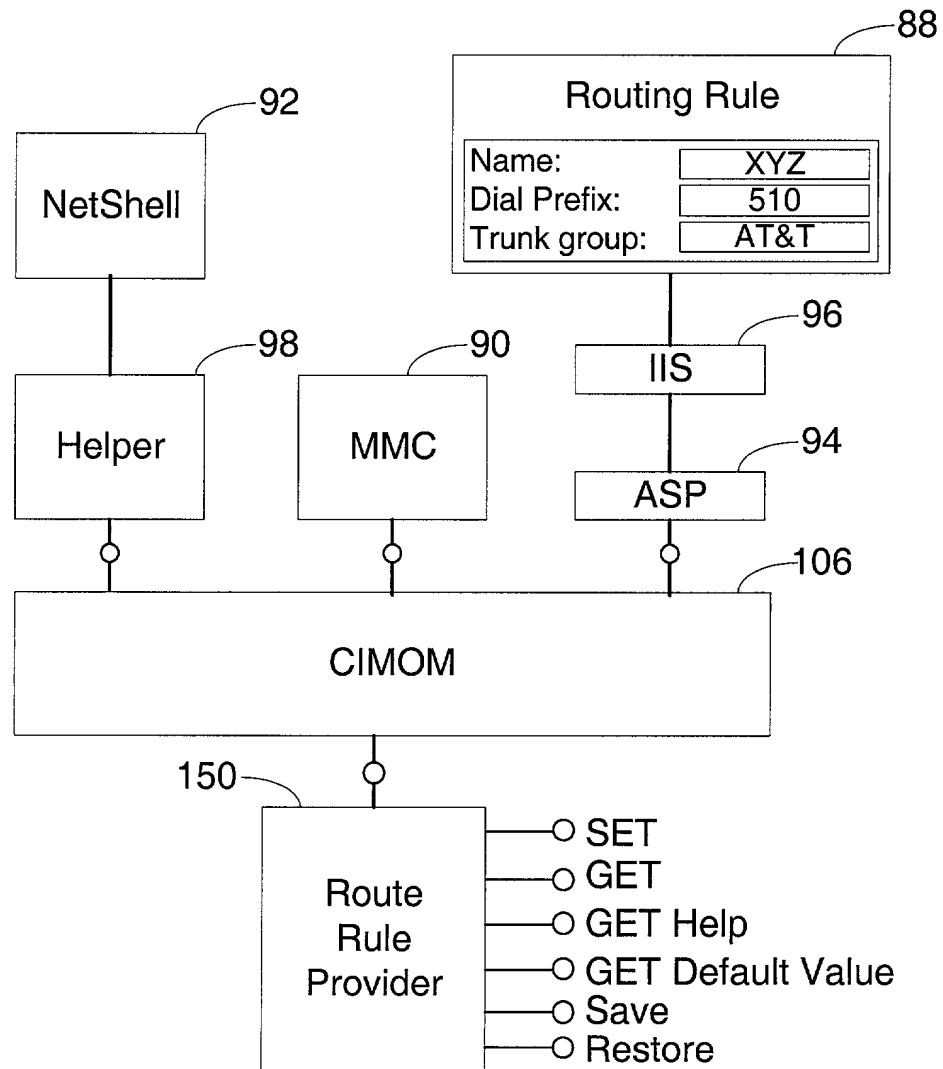 88
Routing Rule
Name: XYZ
Dial Prefix: 510
Trunk group: AT&T
92
NetShell
96
IIS
98
Helper
90
MMC
94
ASP
106
CIMOM
150
Route
Rule
Provider
SET
GET
GET Help
GET Default Value
Save
Restore